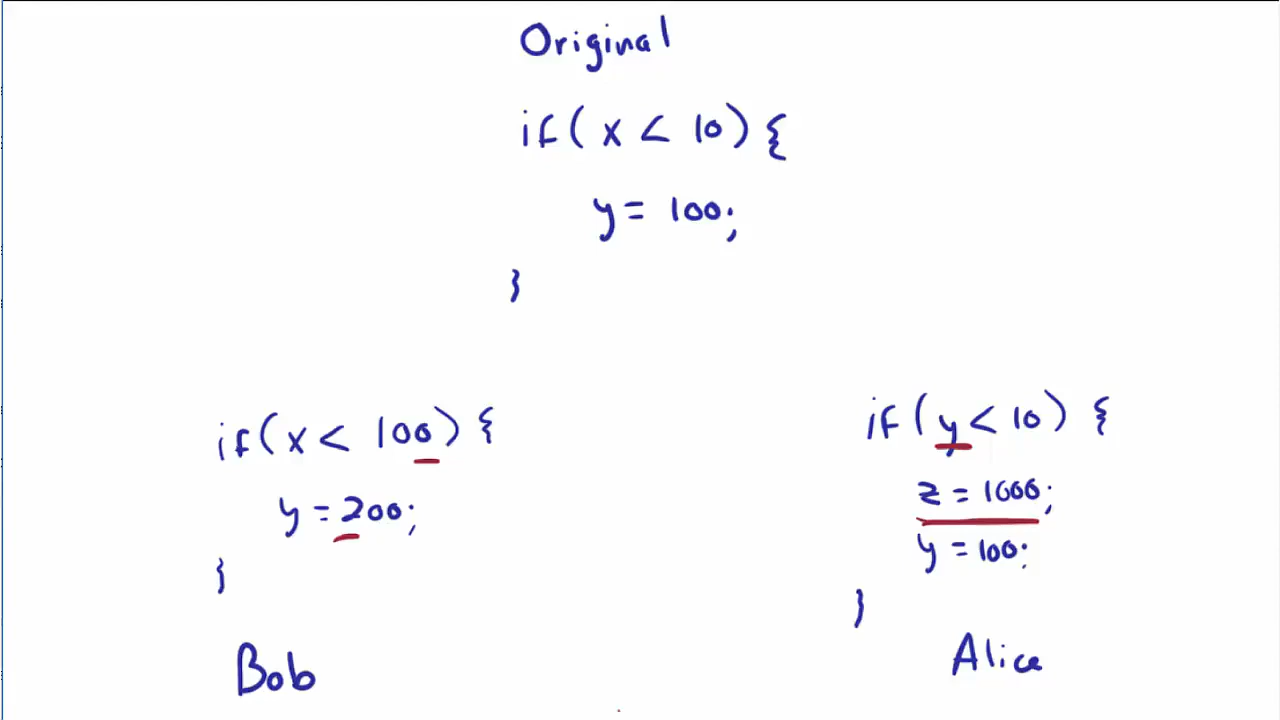 Original
if(x < 10){
y = 100;
}
if(x < 100){
y = 200;
}
Bob
if(y < 10){
z = 1000;
y = 100;
}
Alice